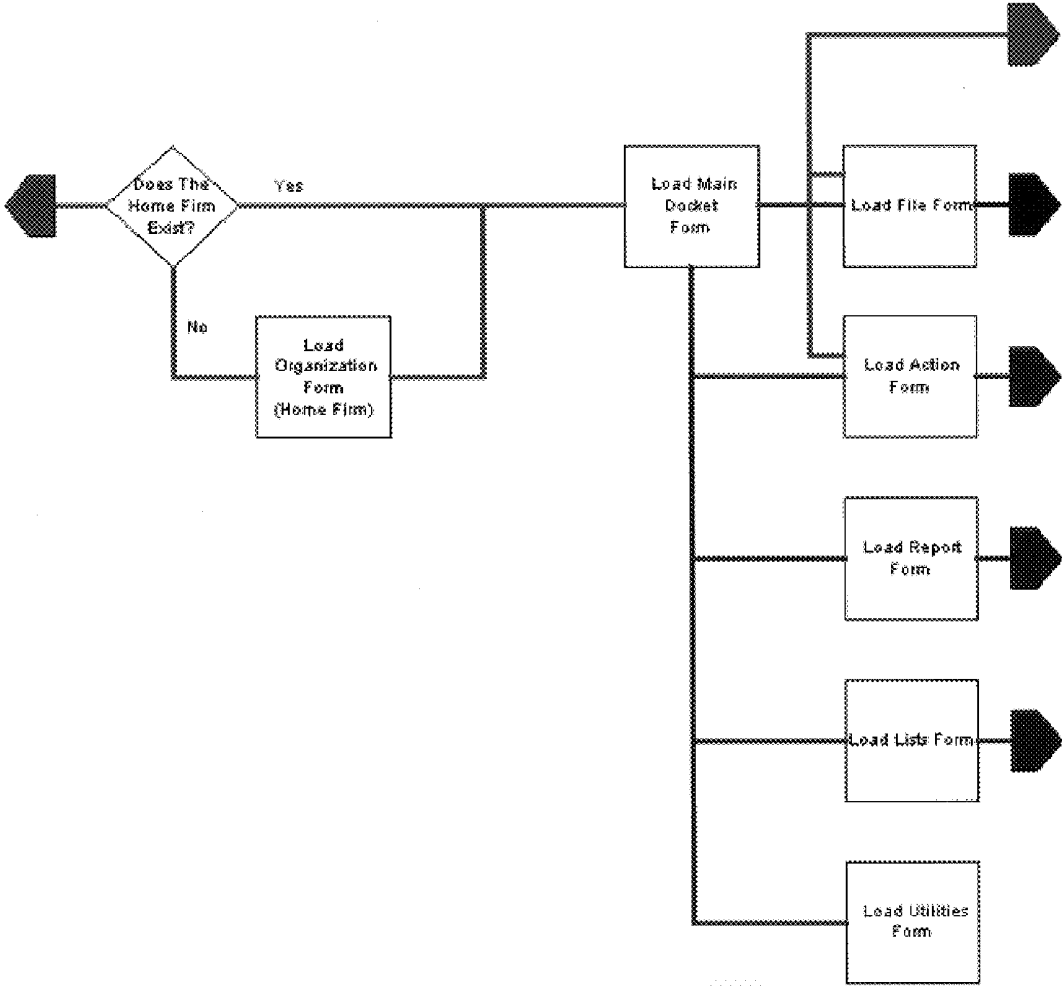 Does The
Home Firm
Exist?
Yes
No
Load
Organization
Form
(Home Firm)
Load Main
Docket
Form
Load File Form
Load Action
Form
Load Report
Form
Load Lists Form
Load Utilities
Form